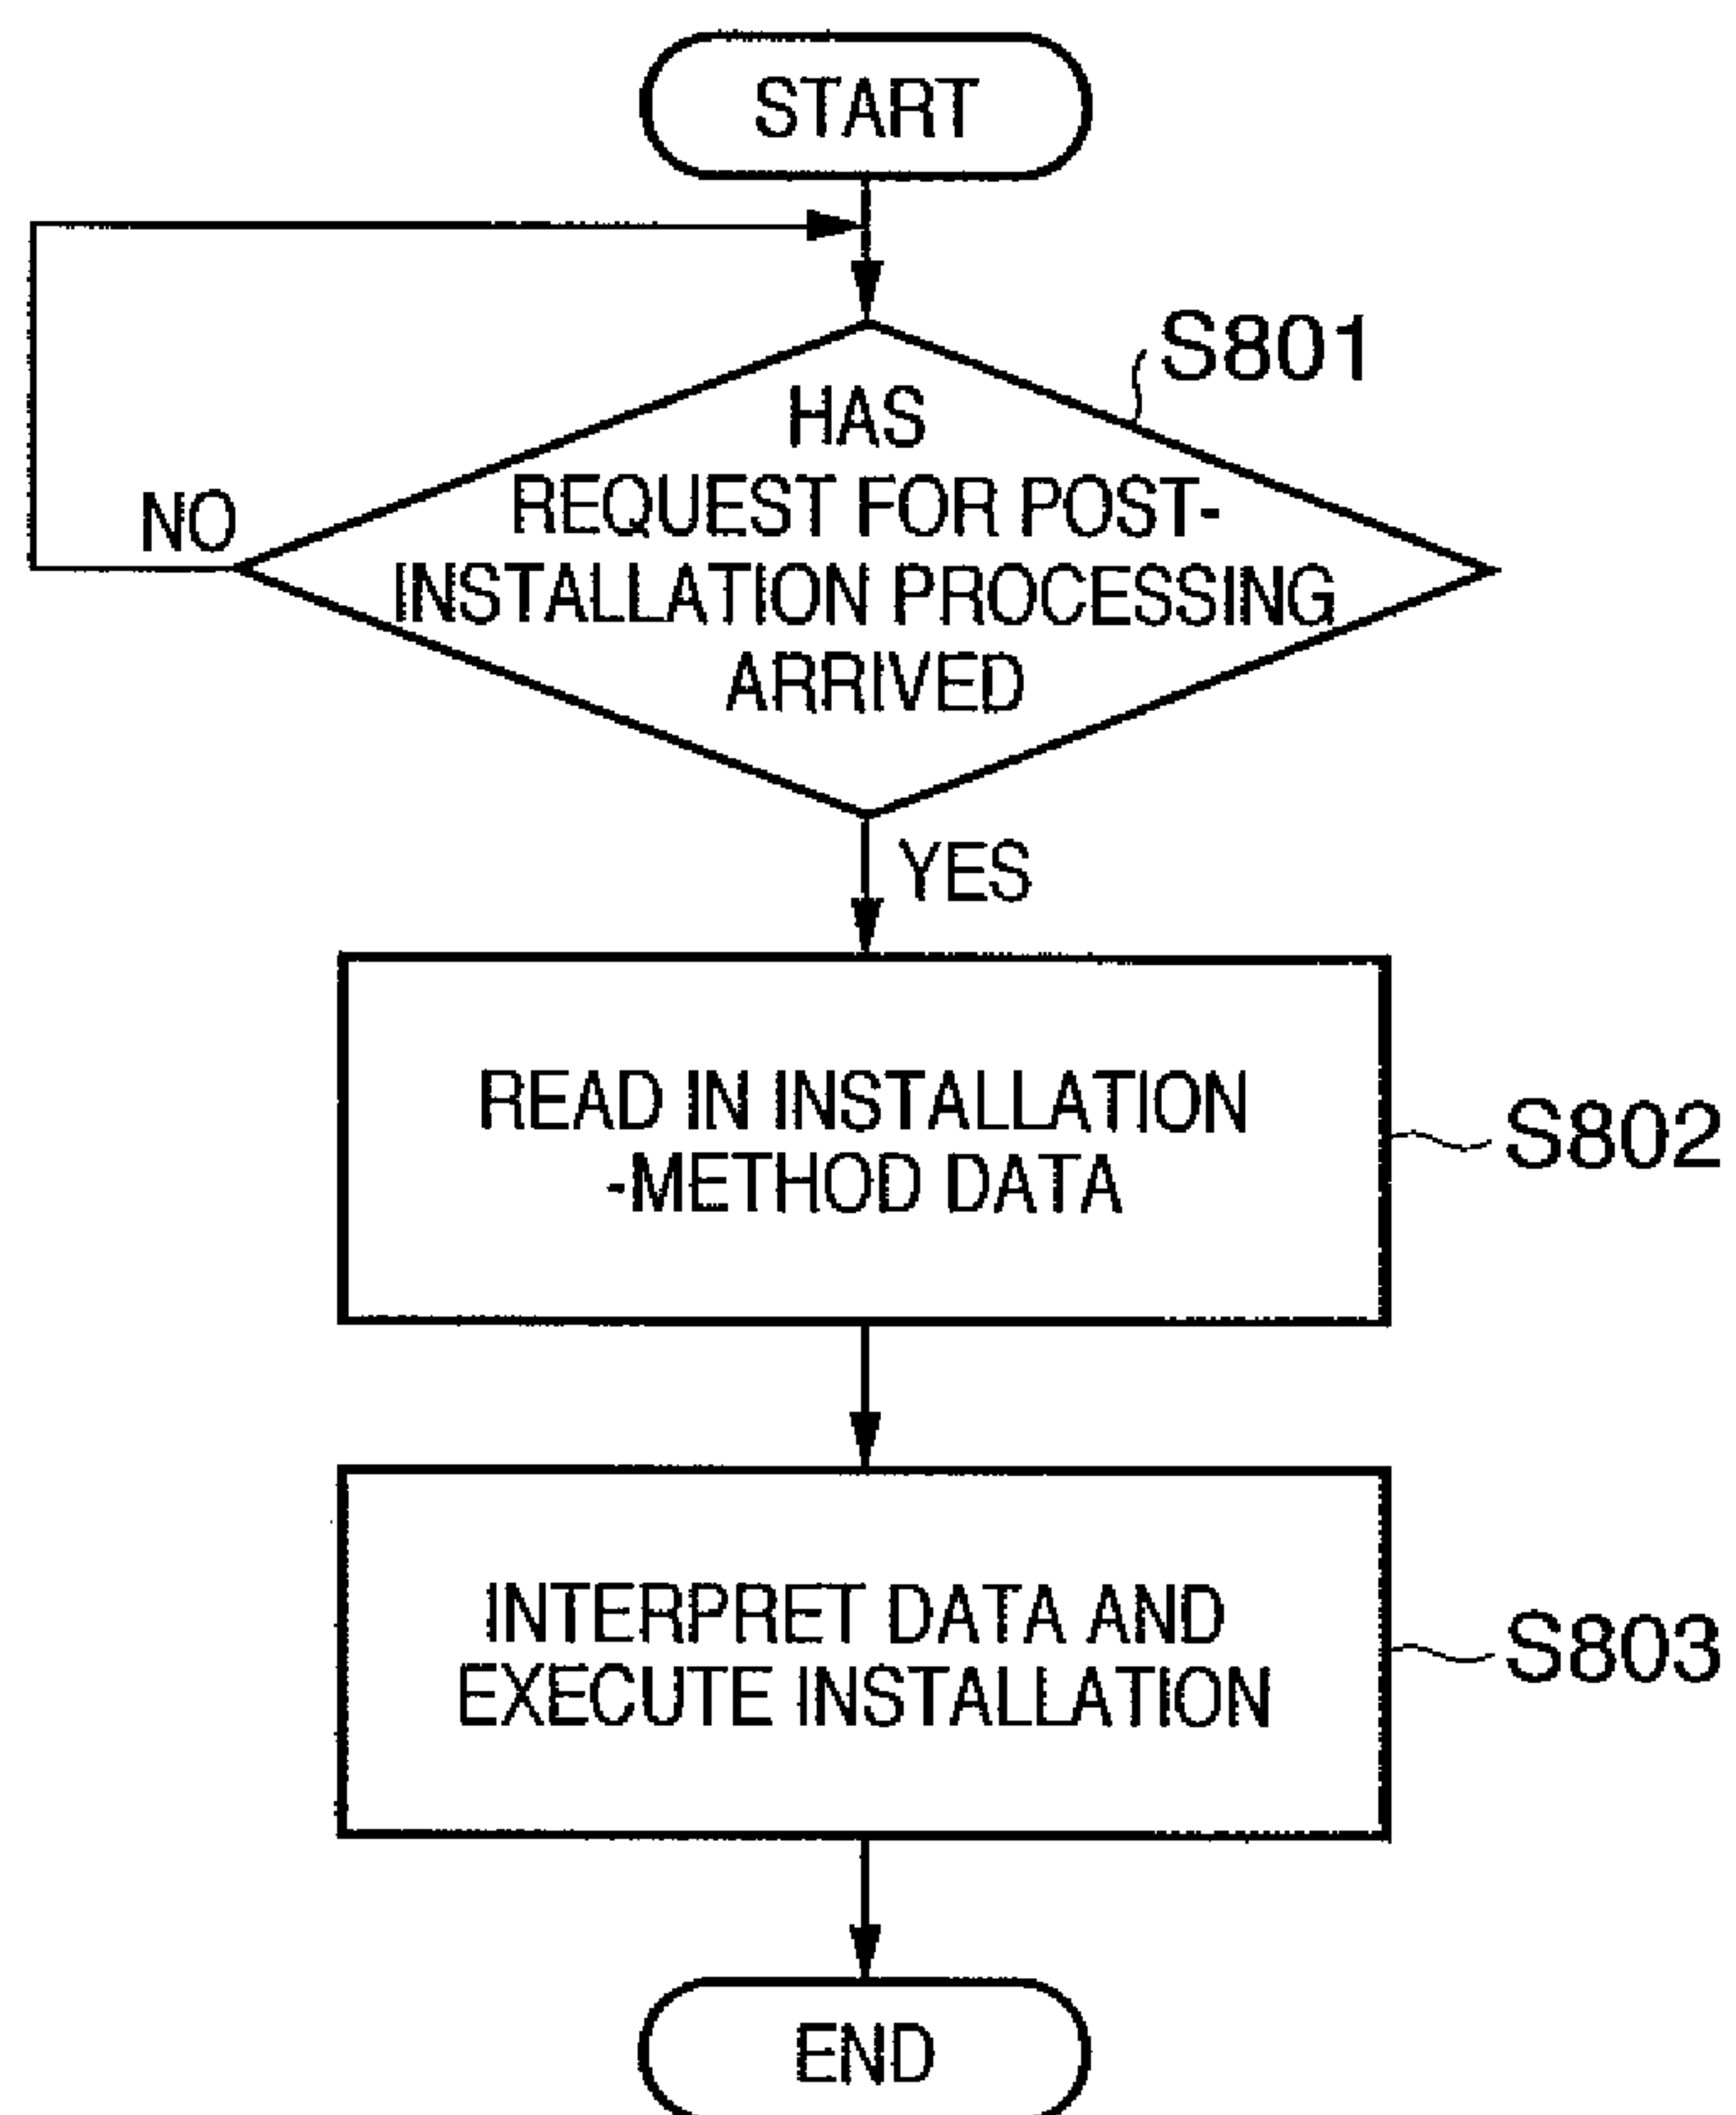 START
S801
HAS
REQUEST FOR POST-
INSTALLATION PROCESSING
ARRIVED
NO
YES
READ IN INSTALLATION
-METHOD DATA
S802
INTERPRET DATA AND
EXECUTE INSTALLATION
S803
END